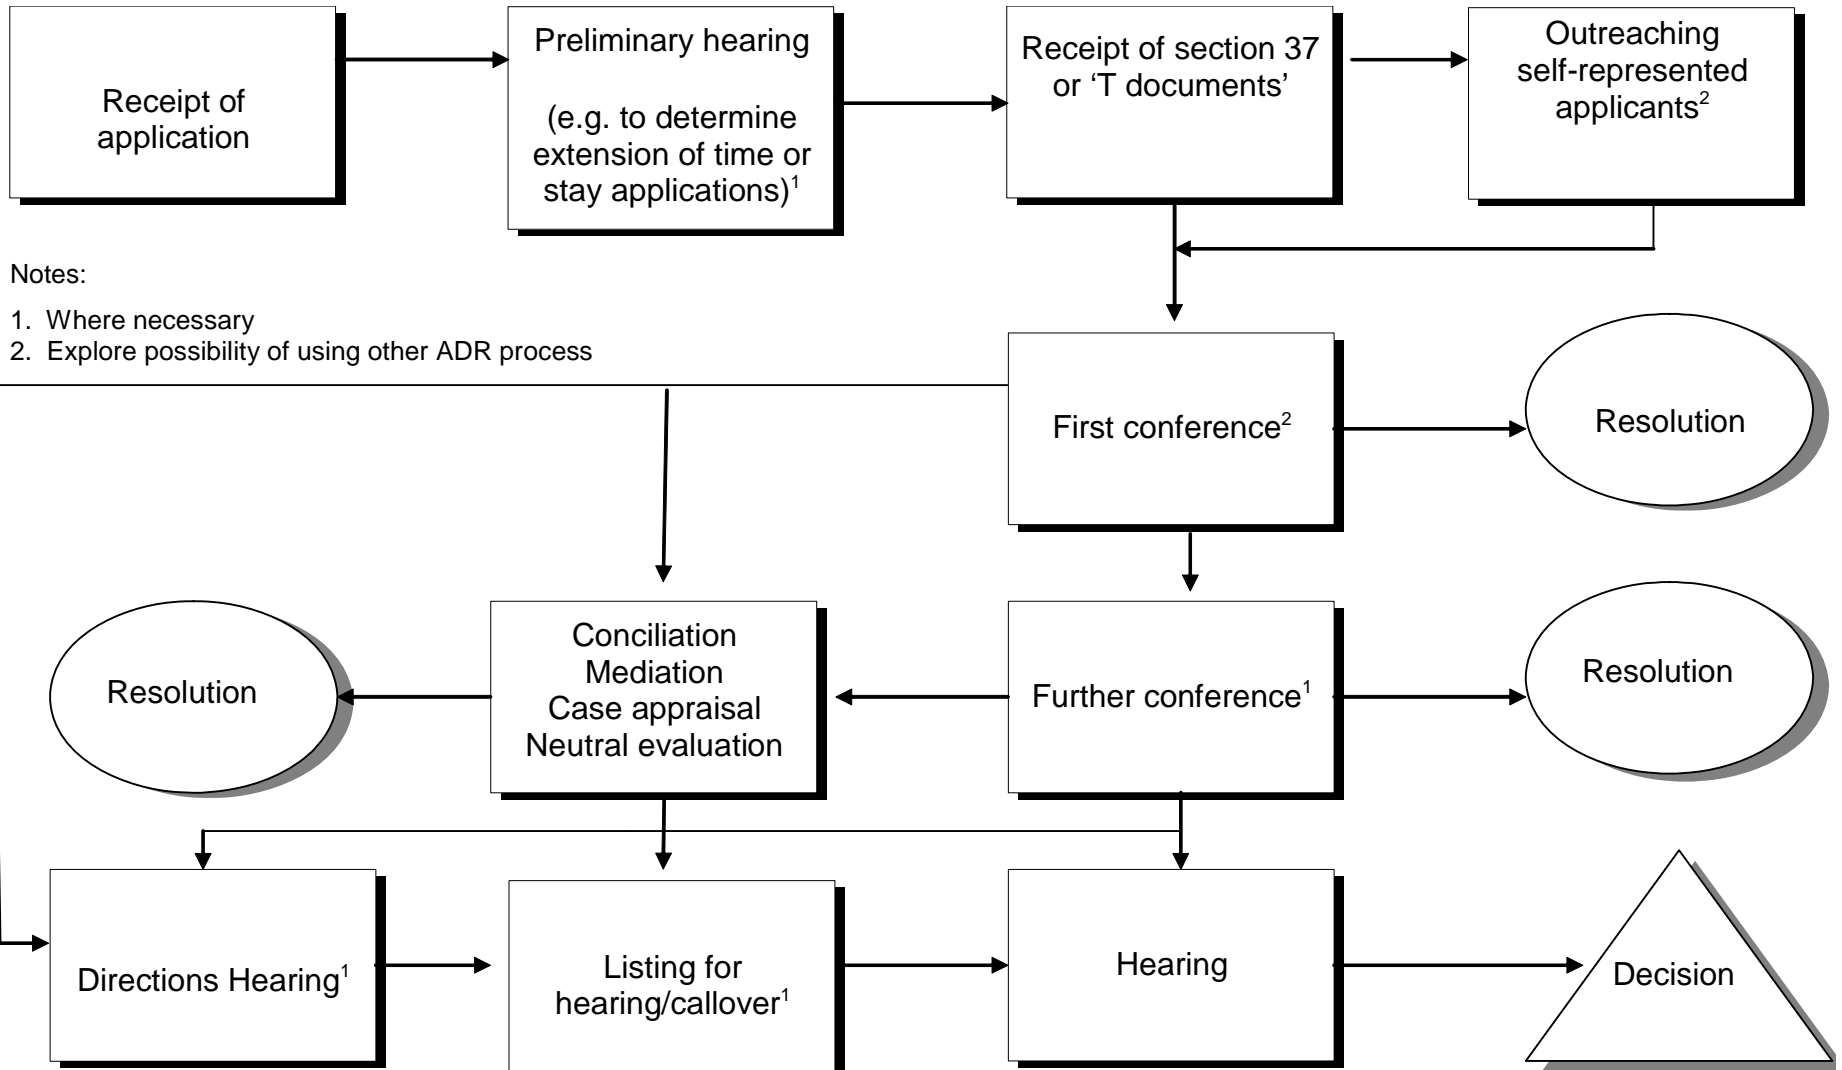 Receipt of
application
Preliminary hearing
(e.g. to determine
extension of time or
stay applications)¹
Receipt of section 37
or ‘T documents’
Outreaching
self-represented
applicants²
Notes:
1. Where necessary
2. Explore possibility of using other ADR process
First conference²
Resolution
Resolution
Conciliation
Mediation
Case appraisal
Neutral evaluation
Further conference¹
Resolution
Directions Hearing¹
Listing for
hearing/callover¹
Hearing
Decision